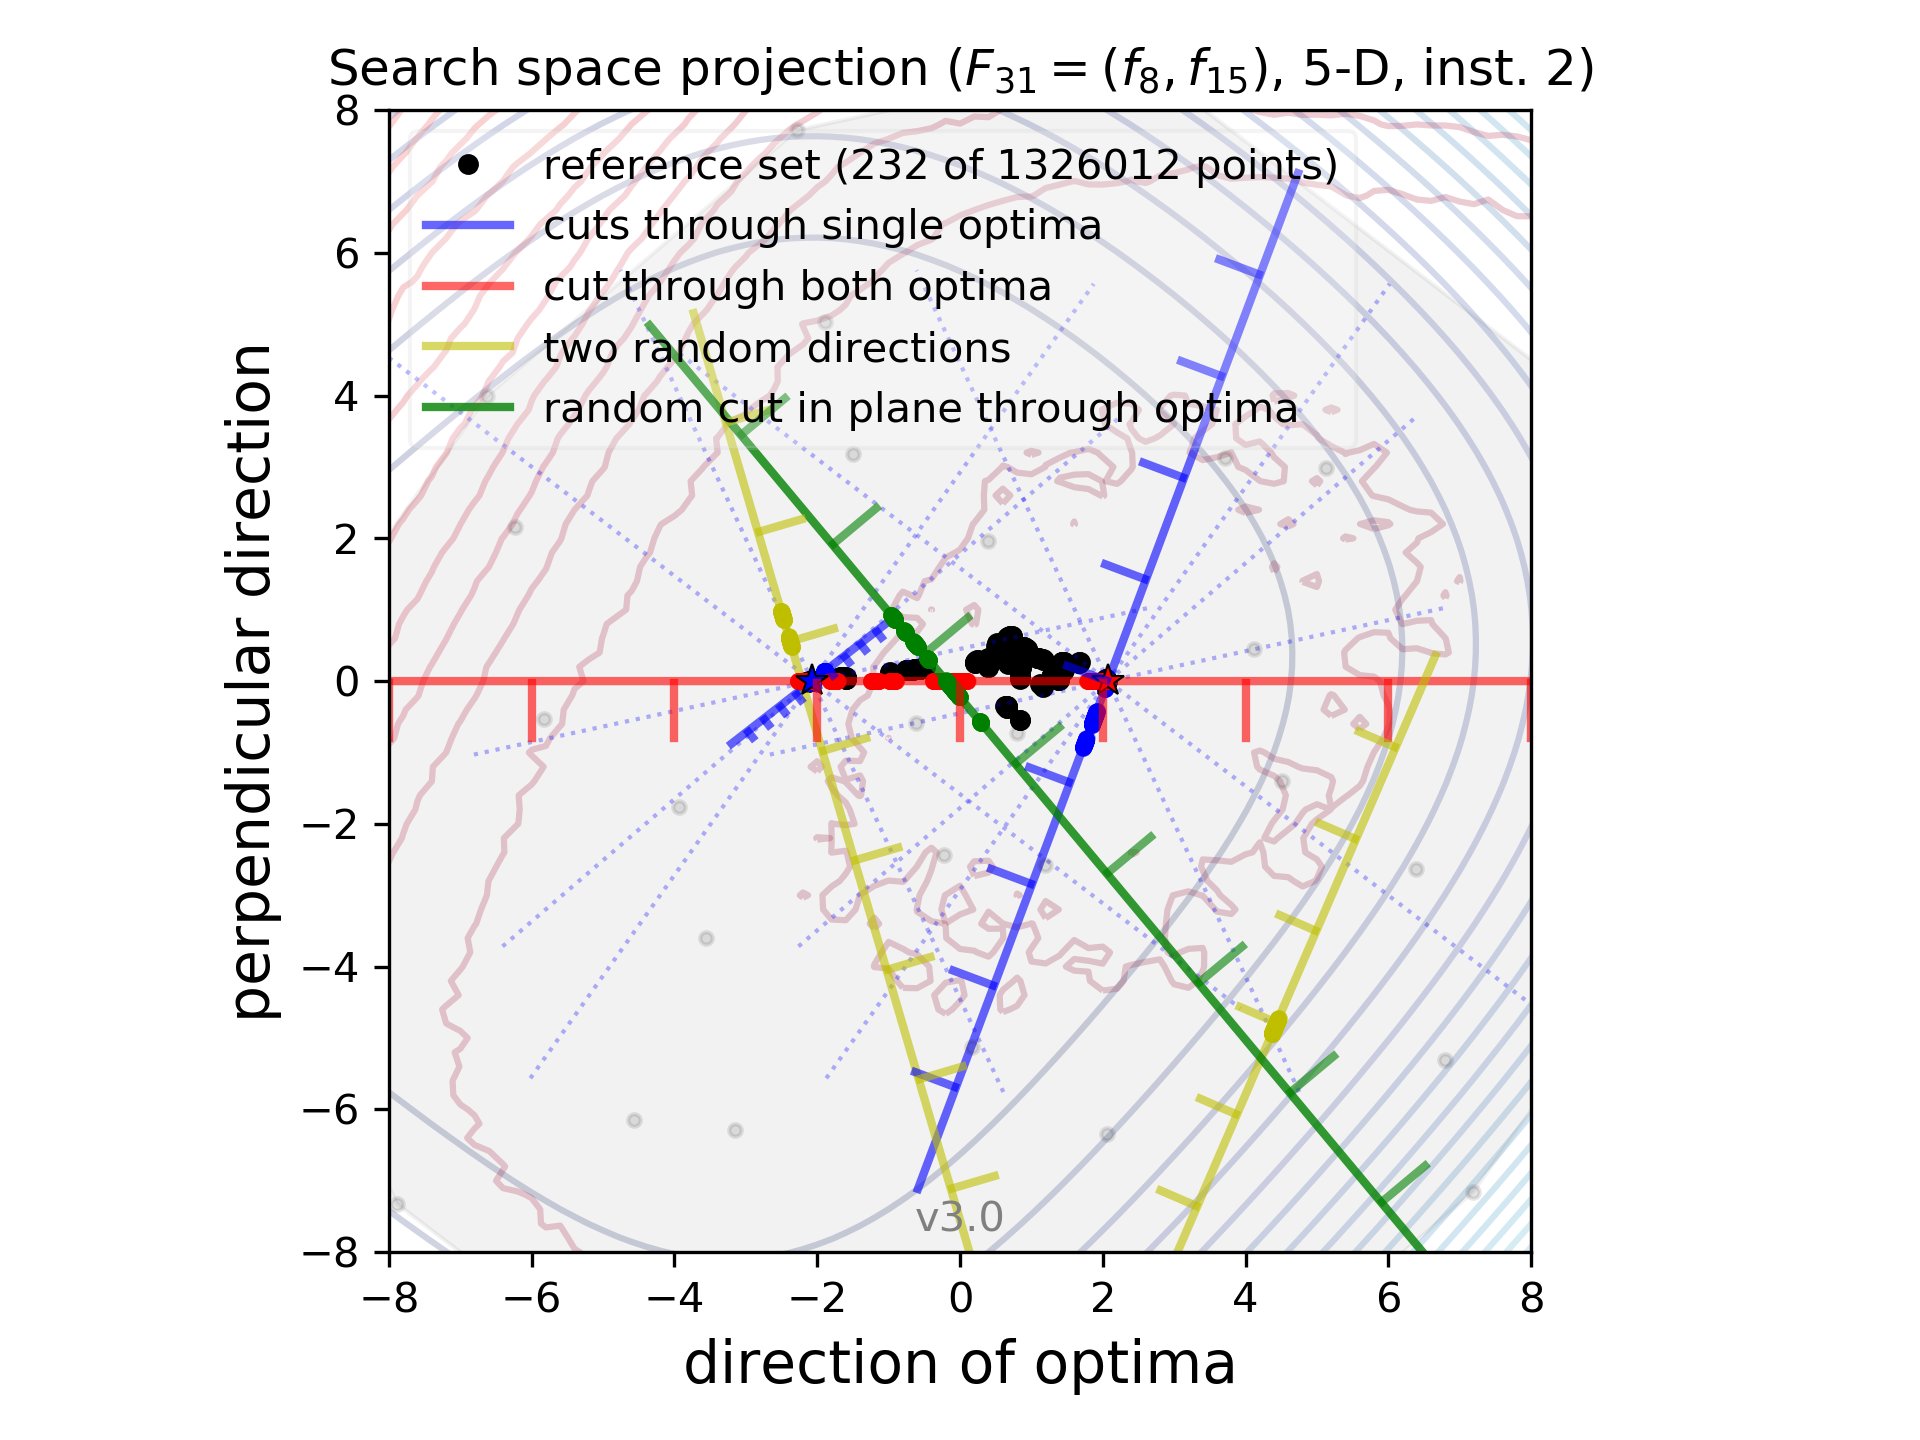 Search space projection (F31 = (f8, f15), 5-D, inst. 2)
reference set (232 of 1326012 points)
cuts through single optima
cut through both optima
two random directions
random cut in plane through optima
perpendicular direction
8
6
4
2
0
−2
−4
−6
−8
v3.0
−8 −6 −4 −2 0 2 4 6 8
direction of optima